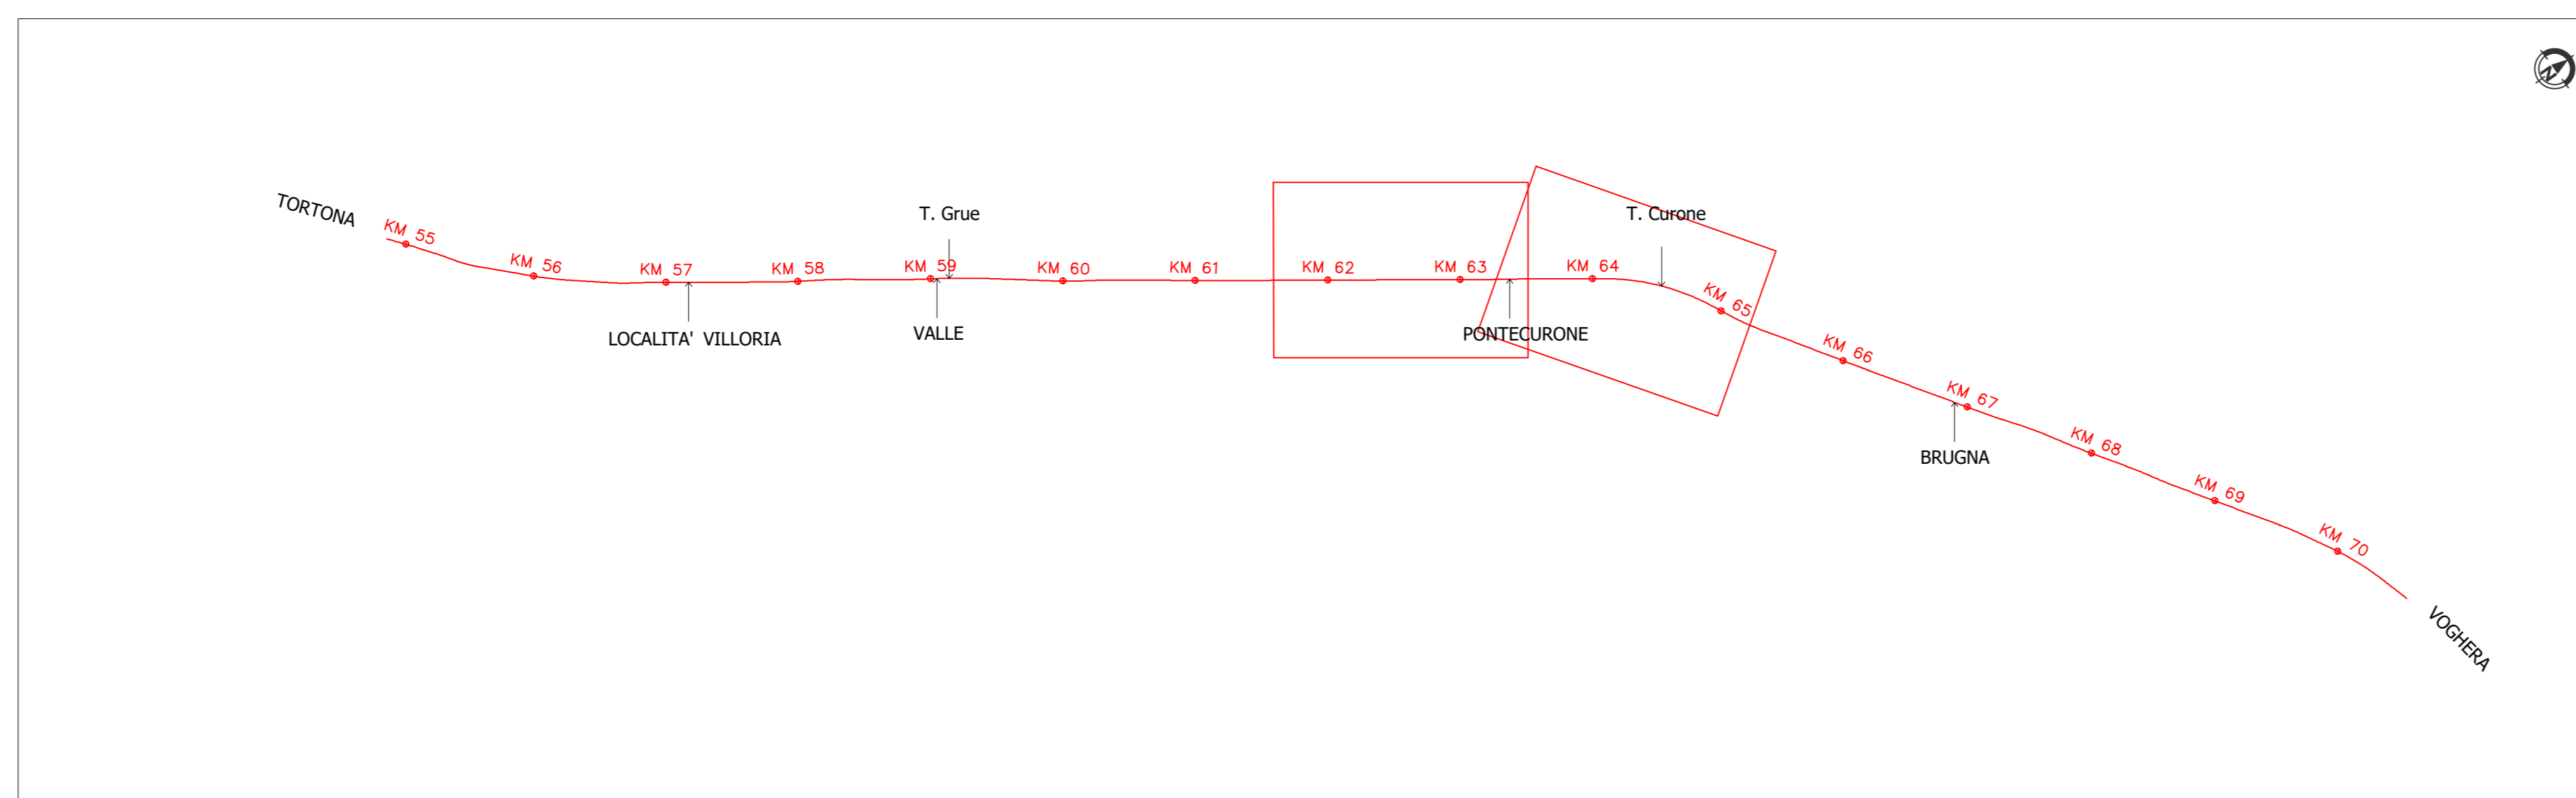 N
TORTONA
T. Grue
T. Curone
KM 55
KM 56
KM 57
KM 58
KM 59
KM 60
KM 61
KM 62
KM 63
KM 64
KM 65
LOCALITA' VILLORIA
VALLE
PONTECURONE
KM 66
KM 67
BRUGNA
KM 68
KM 69
KM 70
VOGHERA